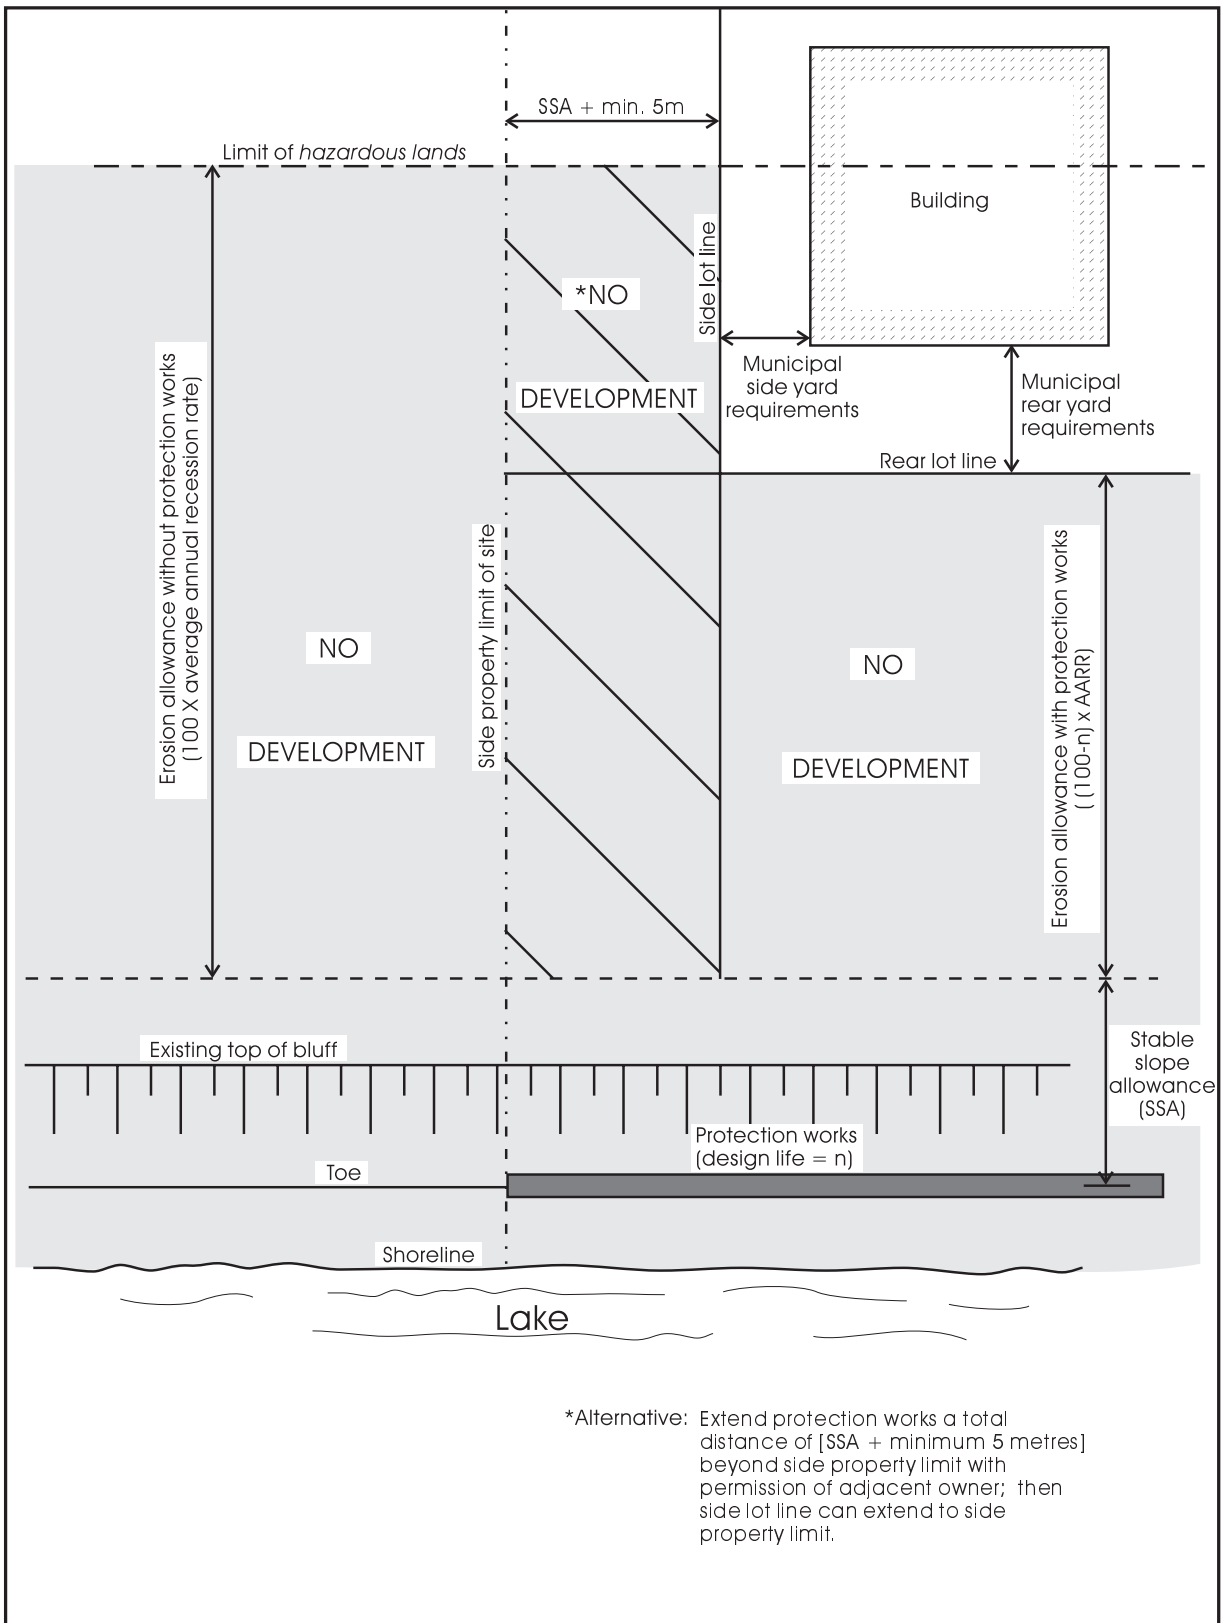 SSA + min. 5m
Limit of hazardous lands
Building
Side lot line
*NO
DEVELOPMENT
Municipal
side yard
requirements
Municipal
rear yard
requirements
Rear lot line
Erosion allowance without protection works
(100 X average annual recession rate)
Side property limit of site
NO
DEVELOPMENT
NO
DEVELOPMENT
Erosion allowance with protection works
( (100-n) x AARR)
Existing top of bluff
Stable
slope
allowance
(SSA)
Protection works
(design life = n)
Toe
Shoreline
Lake
*Alternative: Extend protection works a total
distance of [SSA + minimum 5 metres]
beyond side property limit with
permission of adjacent owner; then
side lot line can extend to side
property limit.